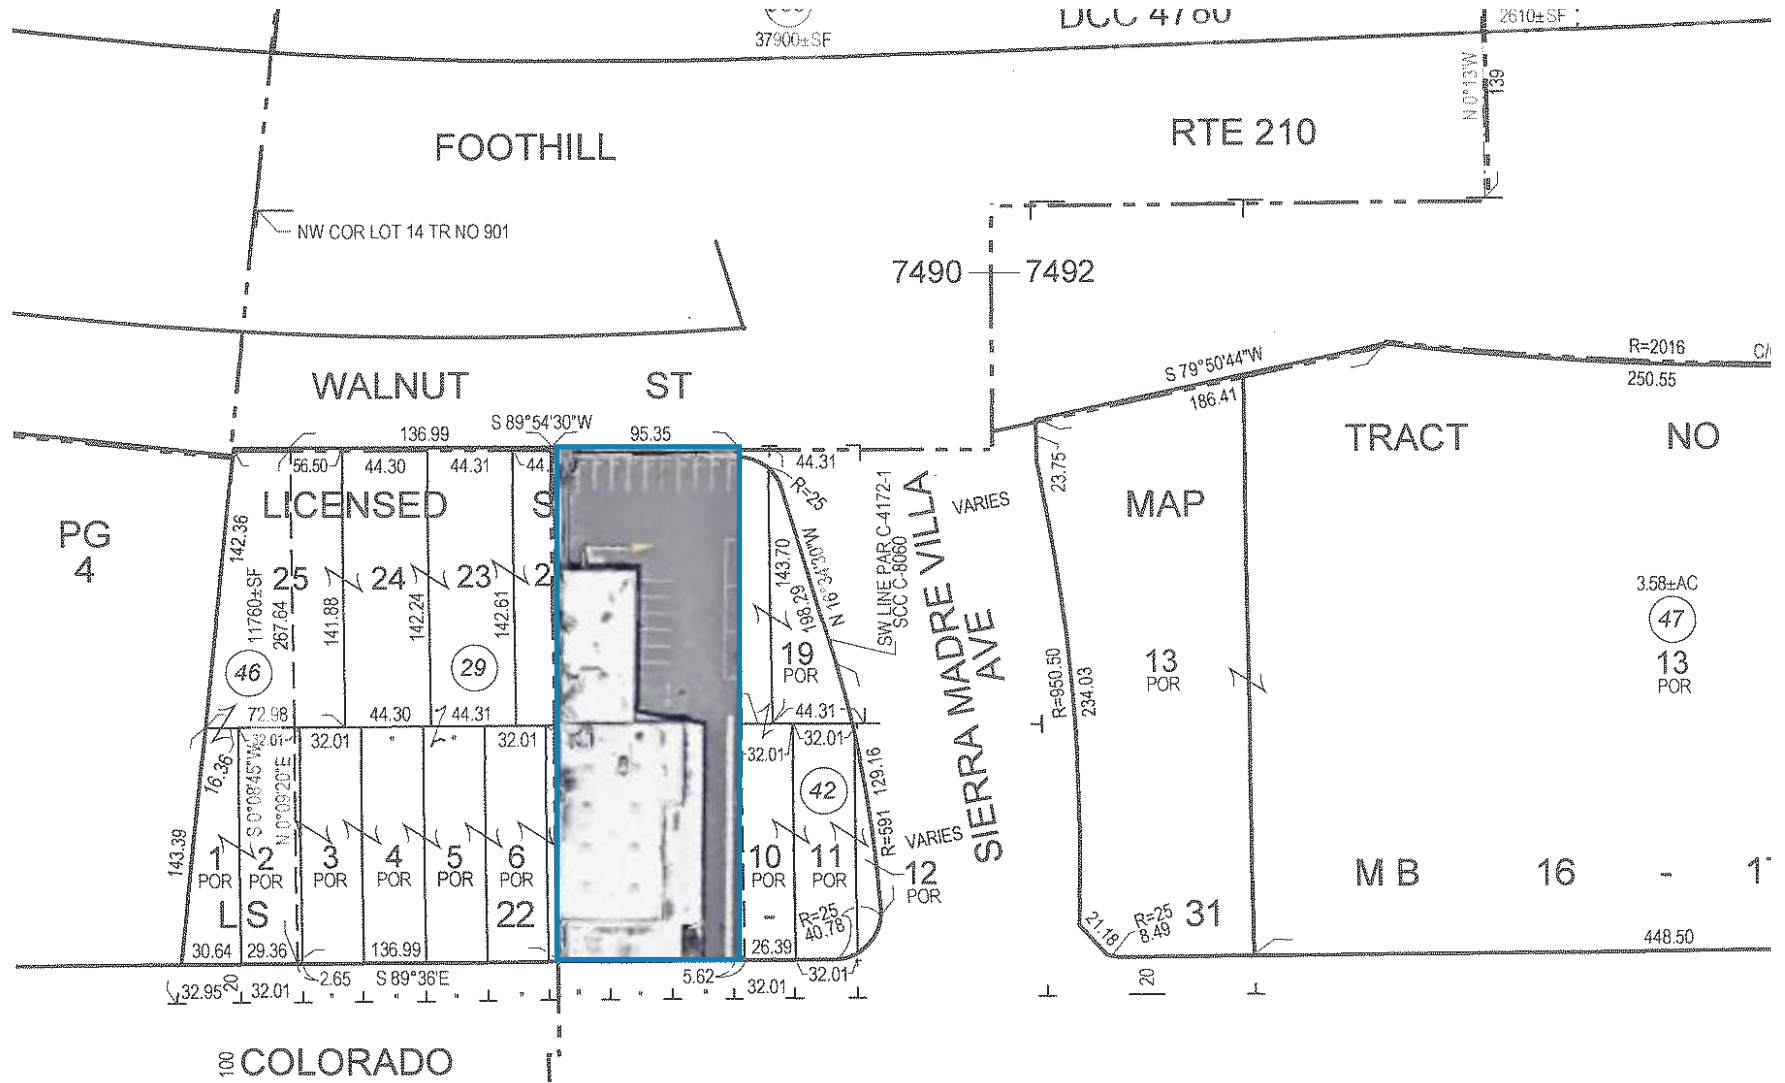 37900±SF
DCC 4780
2610±SF
N 0°13'W
139
FOOTHILL
RTE 210
NW COR LOT 14 TR NO 901
7490
7492
WALNUT ST
S 89°54'30"W
136.99
95.35
S 79°50'44"W
186.41
R=2016
250.55
TRACT NO
56.50
44.30
44.31
44.
44.31
R=25
23.75
LICENSED S
VARIES
MAP
PG
4
142.36
11760±SF
267.64
25
141.88
24
142.24
23
142.61
2
143.70
198.29
N 16°34'30"W
SW LINE PAR C-4172-1
SCC C-8060
SIERRA MADRE VILLA
AVE
R=950.50
234.03
3.58±AC
47
46
29
19
POR
13
POR
13
POR
72.98
44.30
44.31
44.31
32.01
32.01
32.01
32.01
16.36
S 0°08'45"W
N 0°09'20"E
42
129.16
R=591
VARIES
143.39
1
POR
2
POR
3
POR
4
POR
5
POR
6
POR
10
POR
11
POR
12
POR
M B 16 - 17
L S
22
-
R=25
40.78
21.18
R=25
8.49
31
30.64
29.36
136.99
26.39
448.50
2.65
S 89°36'E
5.62
32.01
32.95
20
32.01
32.01
20
100
COLORADO